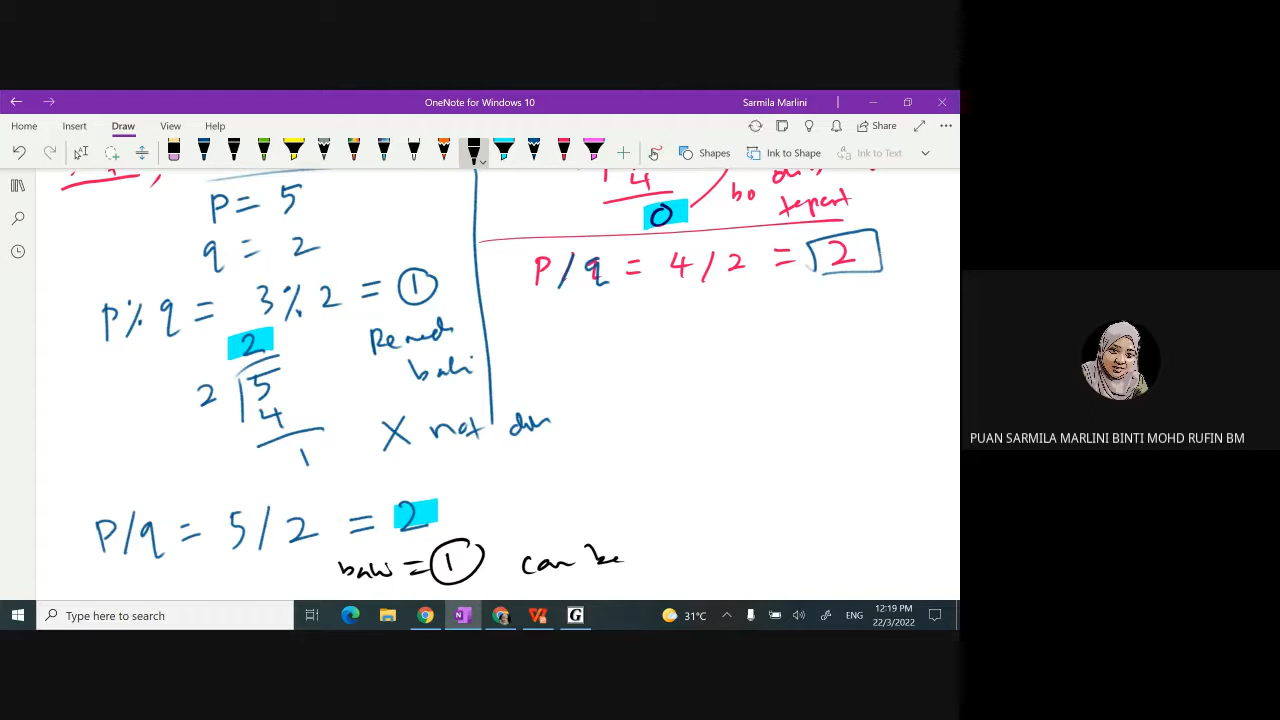 OneNote for Windows 10
Sarmila Marlini
Home Insert Draw View Help
Share
Shapes
Ink to Shape
Ink to Text
P = 5
q = 2
P % q = 3 % 2 = 1
2
2 5
4
1
baki
X not
P/q = 5/2 = 2
baki = 1 can be
4
0
bo
P/q = 4/2 = 2
PUAN SARMILA MARLINI BINTI MOHD RUFIN BM
Type here to search
31°C
ENG
12:19 PM
22/3/2022